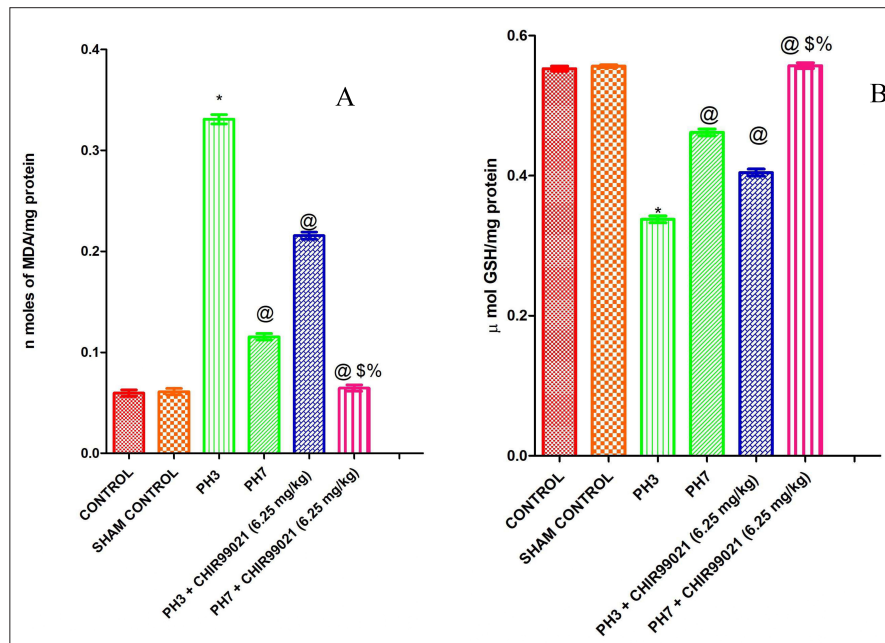 A
n moles of MDA/mg protein
0.4
0.3
0.2
0.1
0.0
*
@
@
@ $%
CONTROL
SHAM CONTROL
PH3
PH7
PH3 + CHIR99021 (6.25 mg/kg)
PH7 + CHIR99021 (6.25 mg/kg)
B
μ mol GSH/mg protein
0.6
0.4
0.2
0.0
*
@
@
@ $%
CONTROL
SHAM CONTROL
PH3
PH7
PH3 + CHIR99021 (6.25 mg/kg)
PH7 + CHIR99021 (6.25 mg/kg)